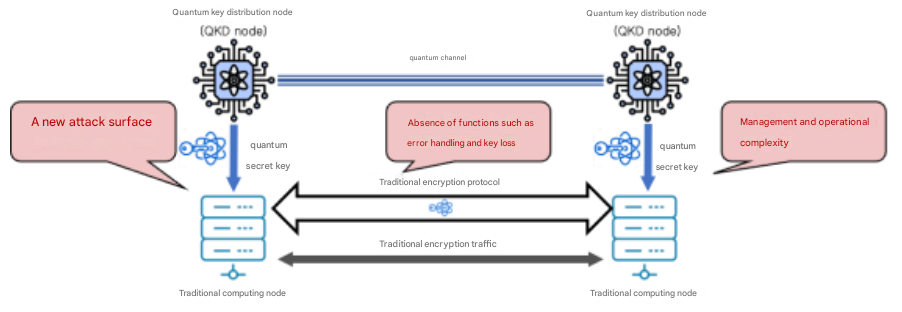 Quantum key distribution node
(QKD node)
Quantum key distribution node
(QKD node)
quantum channel
A new attack surface
Absence of functions such as
error handling and key loss
Management and operational
complexity
quantum
secret key
quantum
secret key
Traditional encryption protocol
Traditional encryption traffic
Traditional computing node
Traditional computing node